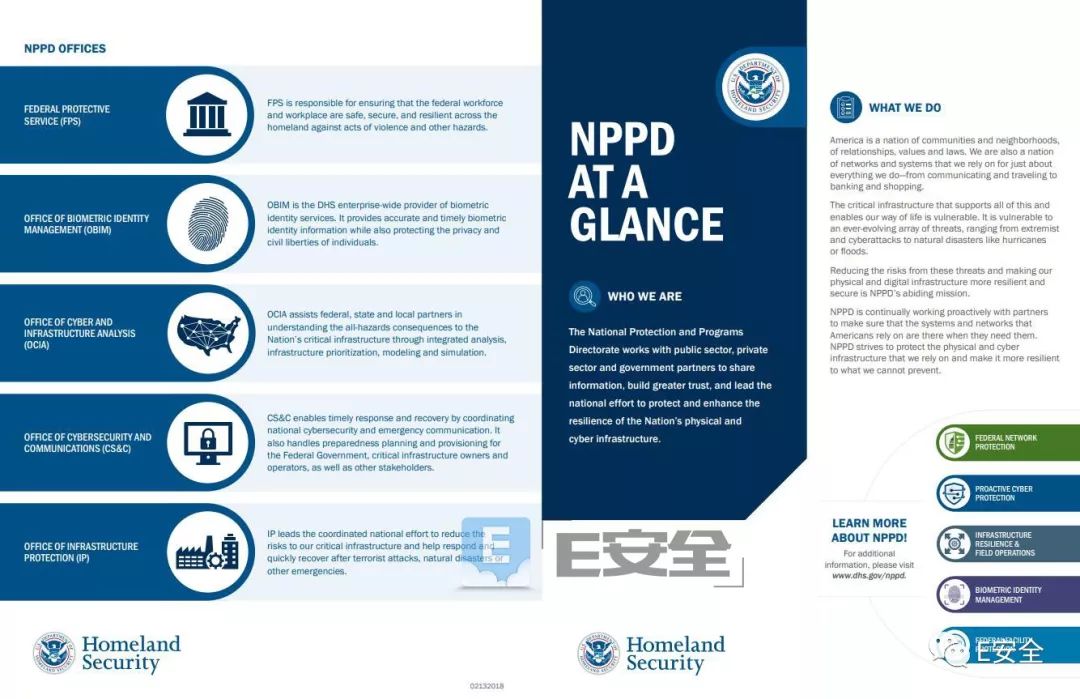 NPPD OFFICES
FEDERAL PROTECTIVE
SERVICE (FPS)
FPS is responsible for ensuring that the federal workforce
and workplace are safe, secure, and resilient across the
homeland against acts of violence and other hazards.
OFFICE OF BIOMETRIC IDENTITY
MANAGEMENT (OBIM)
OBIM is the DHS enterprise-wide provider of biometric
identity services. It provides accurate and timely biometric
identity information while also protecting the privacy and
civil liberties of individuals.
OFFICE OF CYBER AND
INFRASTRUCTURE ANALYSIS
(OCIA)
OCIA assists federal, state and local partners in
understanding the all-hazards consequences to the
Nation's critical infrastructure through integrated analysis,
infrastructure prioritization, modeling and simulation.
OFFICE OF CYBERSECURITY AND
COMMUNICATIONS (CS&C)
CS&C enables timely response and recovery by coordinating
national cybersecurity and emergency communication. It
also handles preparedness planning and provisioning for
the Federal Government, critical infrastructure owners and
operators, as well as other stakeholders.
OFFICE OF INFRASTRUCTURE
PROTECTION (IP)
IP leads the coordinated national effort to reduce the
risks to our critical infrastructure and help respond and
quickly recover after terrorist attacks, natural disasters or
other emergencies.
E
Homeland
Security
02132018
U.S. DEPARTMENT OF
HOMELAND SECURITY
NPPD
AT A
GLANCE
WHO WE ARE
The National Protection and Programs
Directorate works with public sector, private
sector and government partners to share
information, build greater trust, and lead the
national effort to protect and enhance the
resilience of the Nation's physical and
cyber infrastructure.
E安全
Homeland
Security
WHAT WE DO
America is a nation of communities and neighborhoods,
of relationships, values and laws. We are also a nation
of networks and systems that we rely on for just about
everything we do—from communicating and traveling to
banking and shopping.
The critical infrastructure that supports all of this and
enables our way of life is vulnerable. It is vulnerable to
an ever-evolving array of threats, ranging from extremist
and cyberattacks to natural disasters like hurricanes
or floods.
Reducing the risks from these threats and making our
physical and digital infrastructure more resilient and
secure is NPPD's abiding mission.
NPPD is continually working proactively with partners
to make sure that the systems and networks that
Americans rely on are there when they need them.
NPPD strives to protect the physical and cyber
infrastructure that we rely on and make it more resilient
to what we cannot prevent.
LEARN MORE
ABOUT NPPD!
For additional
information, please visit
www.dhs.gov/nppd.
FEDERAL NETWORK
PROTECTION
PROACTIVE CYBER
PROTECTION
INFRASTRUCTURE
RESILIENCE &
FIELD OPERATIONS
BIOMETRIC IDENTITY
MANAGEMENT
FEDERAL FACILITY
E安全